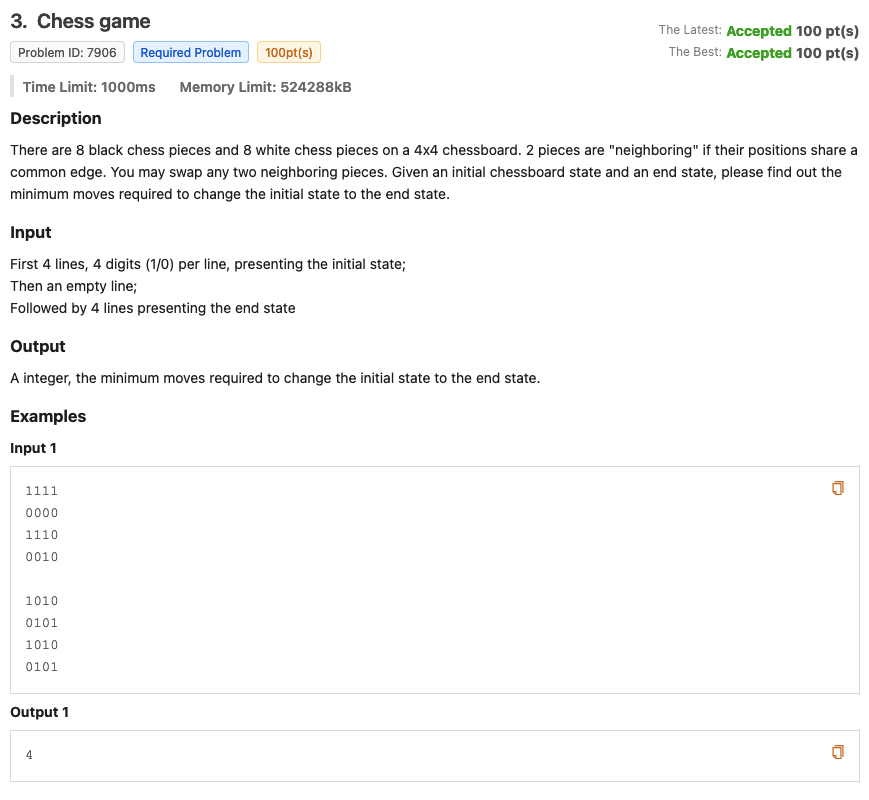 3. Chess game
The Latest: Accepted 100 pt(s)
Problem ID: 7906 Required Problem 100pt(s)
The Best: Accepted 100 pt(s)
Time Limit: 1000ms Memory Limit: 524288kB
Description
There are 8 black chess pieces and 8 white chess pieces on a 4x4 chessboard. 2 pieces are "neighboring" if their positions share a
common edge. You may swap any two neighboring pieces. Given an initial chessboard state and an end state, please find out the
minimum moves required to change the initial state to the end state.
Input
First 4 lines, 4 digits (1/0) per line, presenting the initial state;
Then an empty line;
Followed by 4 lines presenting the end state
Output
A integer, the minimum moves required to change the initial state to the end state.
Examples
Input 1
1111
0000
1110
0010
1010
0101
1010
0101
Output 1
4